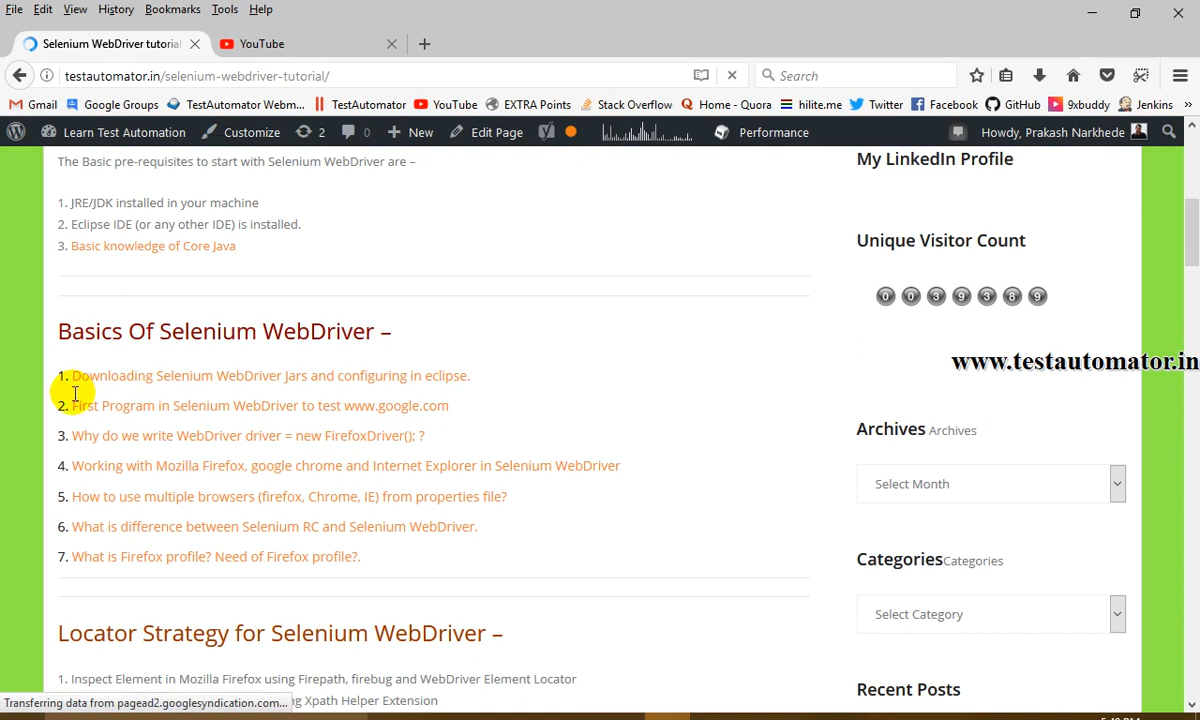 File Edit View History Bookmarks Tools Help
Selenium WebDriver tutorial
YouTube
testautomator.in/selenium-webdriver-tutorial/
Search
Gmail Google Groups TestAutomator Webm... TestAutomator YouTube EXTRA Points Stack Overflow Home - Quora hilite.me Twitter Facebook GitHub 9xbuddy Jenkins »
Learn Test Automation Customize 2 0 New Edit Page Performance Howdy, Prakash Narkhede
The Basic pre-requisites to start with Selenium WebDriver are –
1. JRE/JDK installed in your machine
2. Eclipse IDE (or any other IDE) is installed.
3. Basic knowledge of Core Java
Basics Of Selenium WebDriver –
1. Downloading Selenium WebDriver Jars and configuring in eclipse.
2. First Program in Selenium WebDriver to test www.google.com
3. Why do we write WebDriver driver = new FirefoxDriver(); ?
4. Working with Mozilla Firefox, google chrome and Internet Explorer in Selenium WebDriver
5. How to use multiple browsers (firefox, Chrome, IE) from properties file?
6. What is difference between Selenium RC and Selenium WebDriver.
7. What is Firefox profile? Need of Firefox profile?.
Locator Strategy for Selenium WebDriver –
1. Inspect Element in Mozilla Firefox using Firepath, firebug and WebDriver Element Locator
ng Xpath Helper Extension
Transferring data from pagead2.googlesyndication.com...
My LinkedIn Profile
Unique Visitor Count
0 0 3 9 3 8 9
www.testautomator.in
Archives Archives
Select Month
Categories Categories
Select Category
Recent Posts